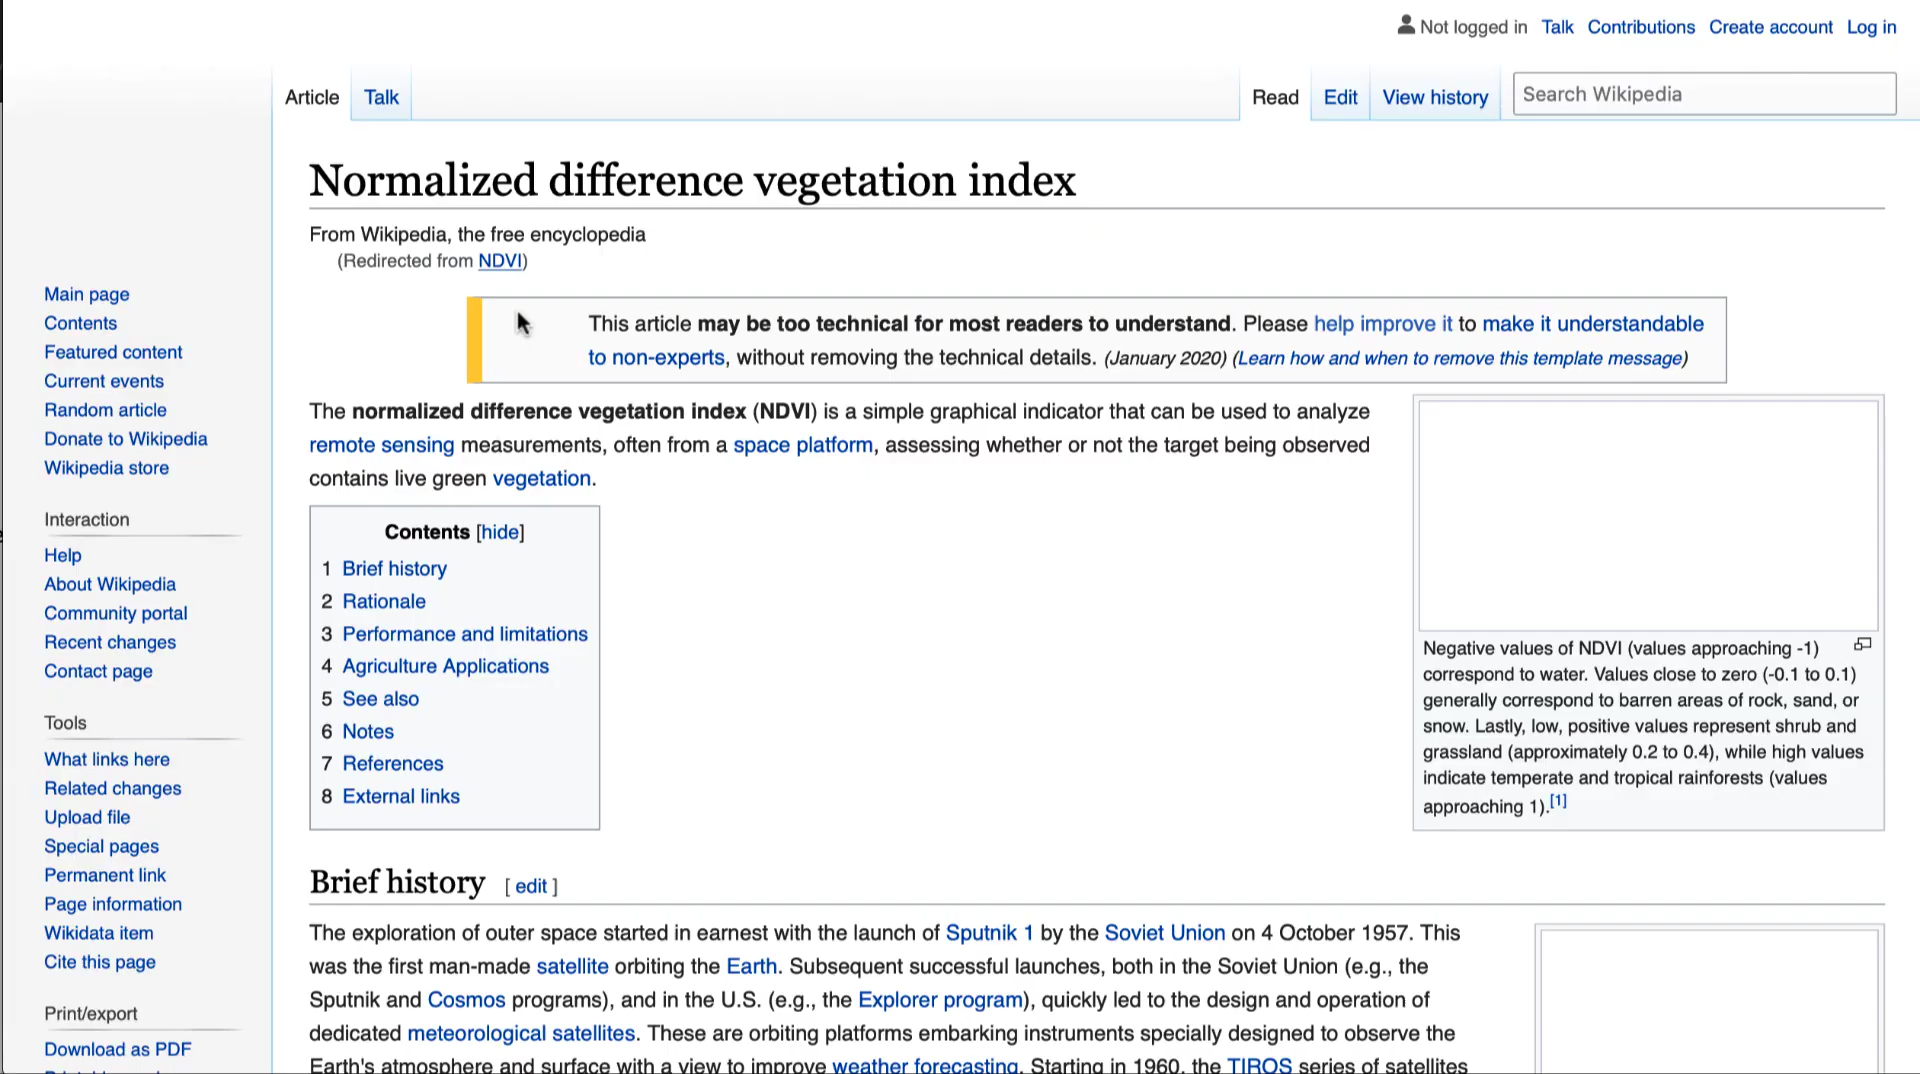 Not logged in Talk Contributions Create account Log in
Article Talk Read Edit View history Search Wikipedia
Normalized difference vegetation index
From Wikipedia, the free encyclopedia
(Redirected from NDVI)
Main page
Contents
Featured content
Current events
Random article
Donate to Wikipedia
Wikipedia store
Interaction
Help
About Wikipedia
Community portal
Recent changes
Contact page
Tools
What links here
Related changes
Upload file
Special pages
Permanent link
Page information
Wikidata item
Cite this page
Print/export
Download as PDF
This article may be too technical for most readers to understand. Please help improve it to make it understandable
to non-experts, without removing the technical details. (January 2020) (Learn how and when to remove this template message)
The normalized difference vegetation index (NDVI) is a simple graphical indicator that can be used to analyze
remote sensing measurements, often from a space platform, assessing whether or not the target being observed
contains live green vegetation.
Contents [hide]
1 Brief history
2 Rationale
3 Performance and limitations
4 Agriculture Applications
5 See also
6 Notes
7 References
8 External links
Negative values of NDVI (values approaching -1)
correspond to water. Values close to zero (-0.1 to 0.1)
generally correspond to barren areas of rock, sand, or
snow. Lastly, low, positive values represent shrub and
grassland (approximately 0.2 to 0.4), while high values
indicate temperate and tropical rainforests (values
approaching 1).[1]
Brief history [ edit ]
The exploration of outer space started in earnest with the launch of Sputnik 1 by the Soviet Union on 4 October 1957. This
was the first man-made satellite orbiting the Earth. Subsequent successful launches, both in the Soviet Union (e.g., the
Sputnik and Cosmos programs), and in the U.S. (e.g., the Explorer program), quickly led to the design and operation of
dedicated meteorological satellites. These are orbiting platforms embarking instruments specially designed to observe the
Earth's atmosphere and surface with a view to improve weather forecasting. Starting in 1960, the TIROS series of satellites